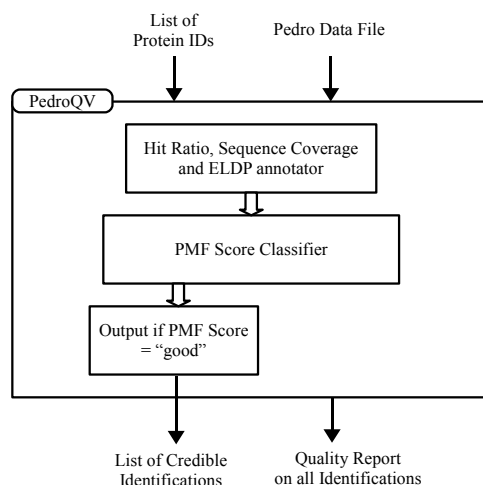 List of
Protein IDs
Pedro Data File
PedroQV
Hit Ratio, Sequence Coverage
and ELDP annotator
PMF Score Classifier
Output if PMF Score
= “good”
List of Credible
Identifications
Quality Report
on all Identifications